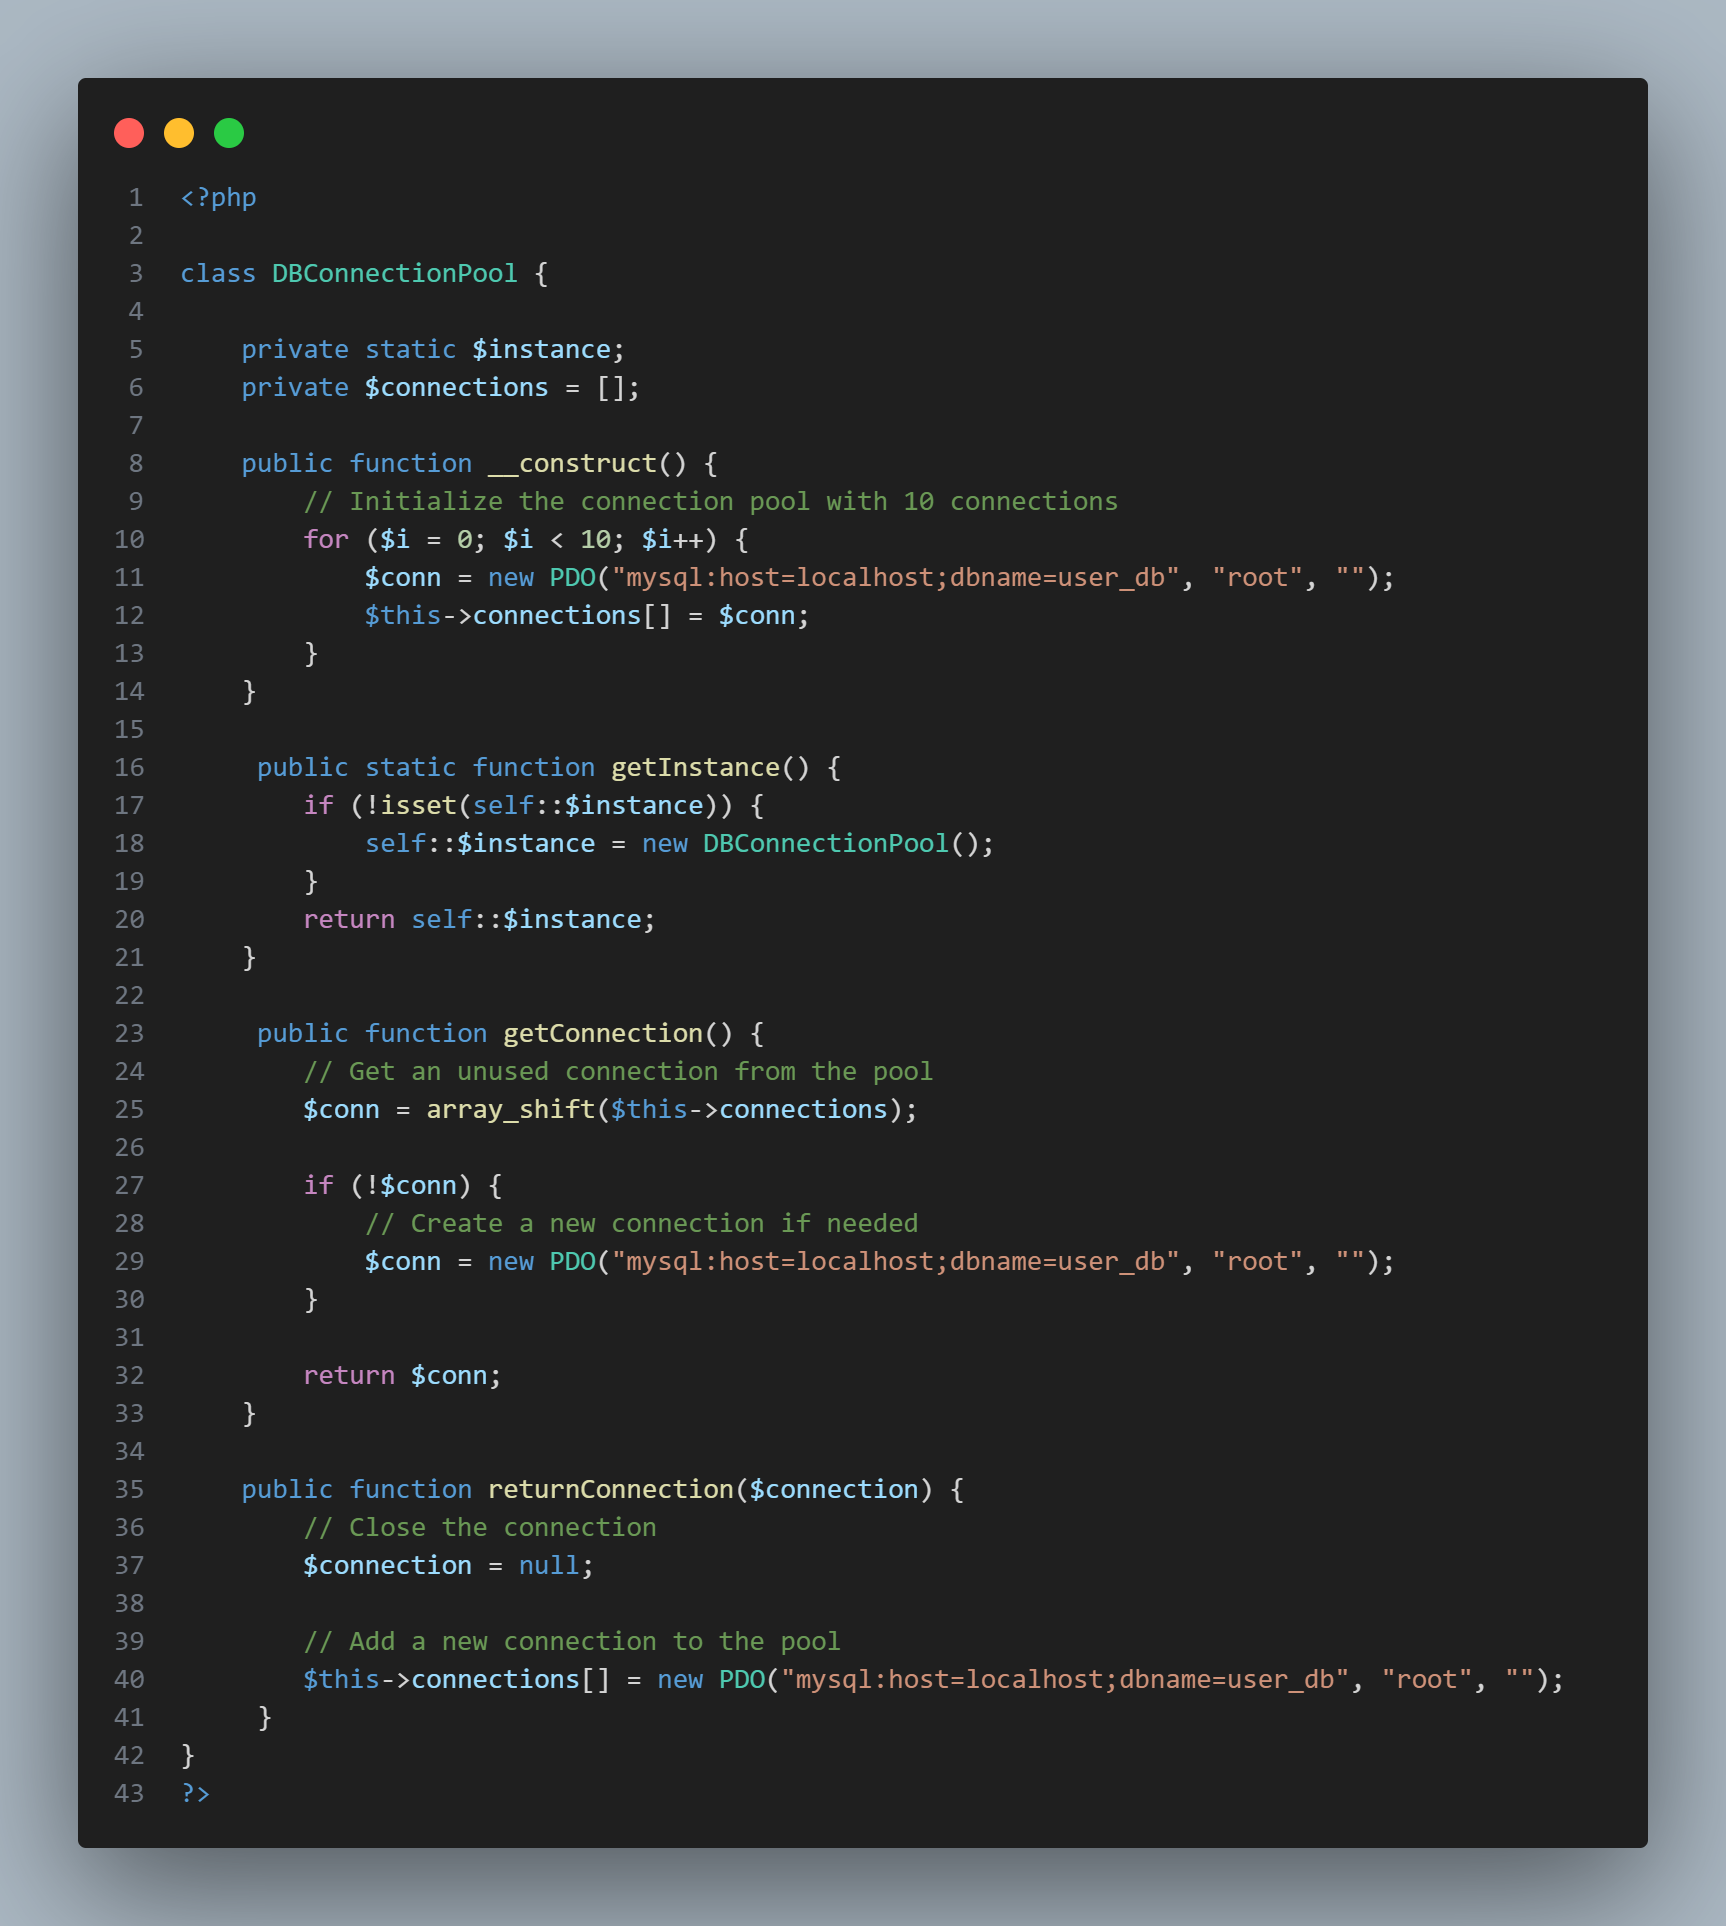 1 <?php
2
3 class DBConnectionPool {
4
5     private static $instance;
6     private $connections = [];
7
8     public function __construct() {
9         // Initialize the connection pool with 10 connections
10         for ($i = 0; $i < 10; $i++) {
11             $conn = new PDO("mysql:host=localhost;dbname=user_db", "root", "");
12             $this->connections[] = $conn;
13         }
14     }
15
16      public static function getInstance() {
17         if (!isset(self::$instance)) {
18             self::$instance = new DBConnectionPool();
19         }
20         return self::$instance;
21     }
22
23      public function getConnection() {
24         // Get an unused connection from the pool
25         $conn = array_shift($this->connections);
26
27         if (!$conn) {
28             // Create a new connection if needed
29             $conn = new PDO("mysql:host=localhost;dbname=user_db", "root", "");
30         }
31
32         return $conn;
33     }
34
35     public function returnConnection($connection) {
36         // Close the connection
37         $connection = null;
38
39         // Add a new connection to the pool
40         $this->connections[] = new PDO("mysql:host=localhost;dbname=user_db", "root", "");
41      }
42 }
43 ?>